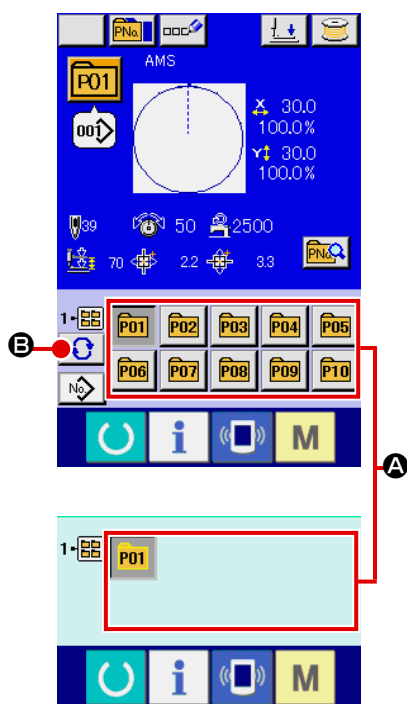 PNo.
AMS
P01
X 30.0
001 100.0%
Y 30.0
100.0%
39 50 2500
70 2.2 3.3 PNo.
1- P01 P02 P03 P04 P05
B
P06 P07 P08 P09 P10
No.
i M
A
1- P01
i M